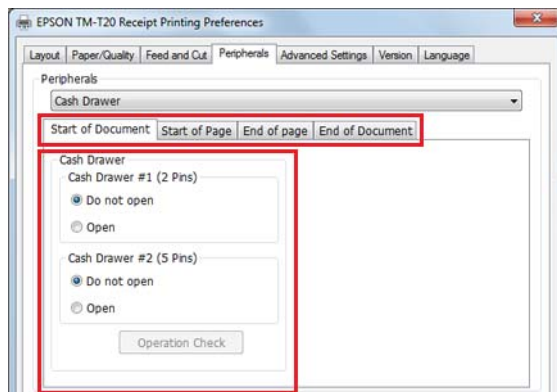 EPSON TM-T20 Receipt Printing Preferences
Layout Paper/Quality Feed and Cut Peripherals Advanced Settings Version Language
Peripherals
Cash Drawer
Start of Document Start of Page End of page End of Document
Cash Drawer
Cash Drawer #1 (2 Pins)
Do not open
Open
Cash Drawer #2 (5 Pins)
Do not open
Open
Operation Check